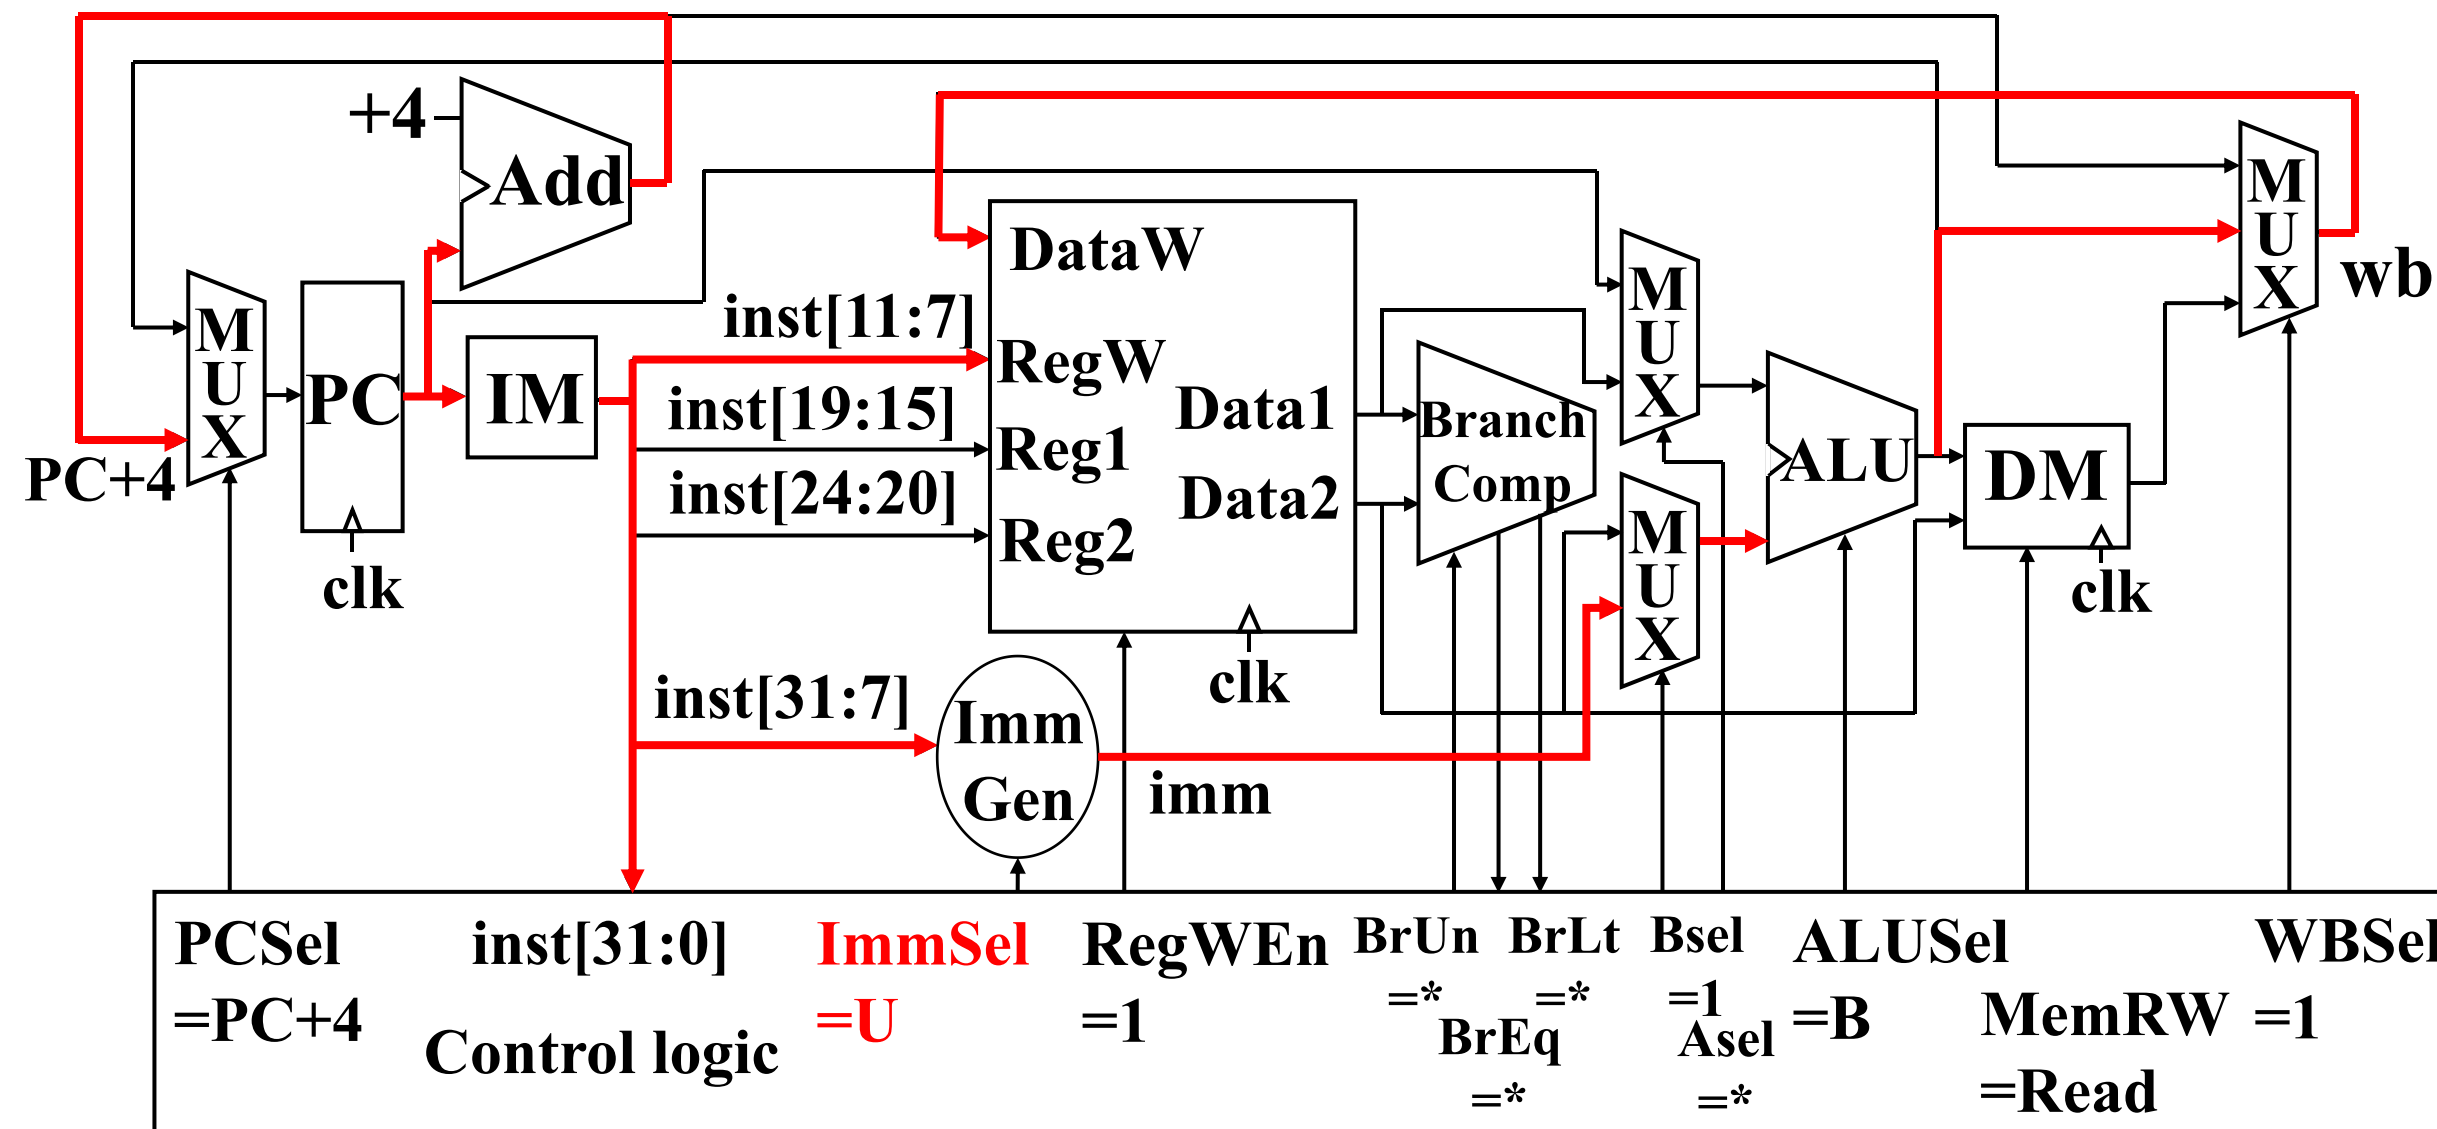 +4
Add
M
U
X
PC+4
PC
clk
IM
inst[11:7]
inst[19:15]
inst[24:20]
inst[31:7]
DataW
RegW
Reg1
Reg2
Data1
Data2
clk
Imm
Gen
imm
Branch
Comp
M
U
X
M
U
X
ALU
DM
clk
M
U
X
wb
PCSel
=PC+4
inst[31:0]
Control logic
ImmSel
=U
RegWEn
=1
BrUn
=*
BrEq
=*
BrLt
=*
Bsel
=1
Asel
=*
ALUSel
=B
MemRW
=Read
WBSel
=1